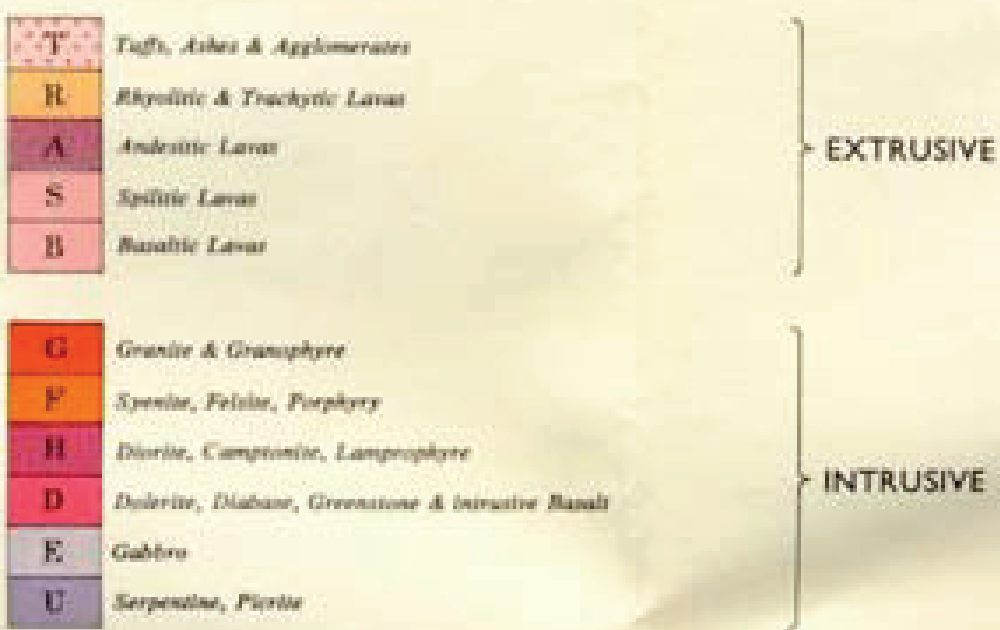 T Tuffs, Ashes & Agglomerates
R Rhyolitic & Trachytic Lavas
A Andesitic Lavas
S Spilitic Lavas
B Basaltic Lavas
EXTRUSIVE
G Granite & Granophyre
F Syenite, Felsite, Porphyry
H Diorite, Camptonite, Lamprophyre
D Dolerite, Diabase, Greenstone & intrusive Basalt
E Gabbro
U Serpentine, Picrite
INTRUSIVE